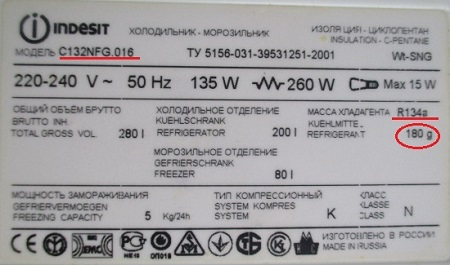 indesit
ХОЛОДИЛЬНИК - МОРОЗИЛЬНИК
ИЗОЛЯЦИЯ - ЦИКЛОПЕНТАН
INSULATION - C-PENTANE
МОДЕЛЬ C132NFG.016
ТУ 5156-031-39531251-2001
Wt-SNG
220-240 V ~ 50 Hz 135 W 260 W Max 15 W
ОБЩИЙ ОБЪЕМ БРУТТО
BRUTTO INH.
TOTAL GROSS VOL. 280 l
ХОЛОДИЛЬНОЕ ОТДЕЛЕНИЕ
KUEHLSCHRANK
REFRIGERATOR 200 l
МАССА ХЛАДАГЕНТА R134a
KUEHLMITTE
REFRIGERANT 180 g
МОРОЗИЛЬНОЕ ОТДЕЛЕНИЕ
GEFRIERSCHRANK
FREEZER 80 l
МОЩНОСТЬ ЗАМОРАЖИВАНИЯ
GEFRIERVERMOEGEN
FREEZING CAPACITY 5 Kg/24h
ТИП КОМПРЕССИОННЫЙ
SYSTEM KOMPRES
SYSTEM K
КЛАСС
KLASSE
CLASSE N
ИЗГОТОВЛЕНО В РОССИИ
MADE IN RUSSIA